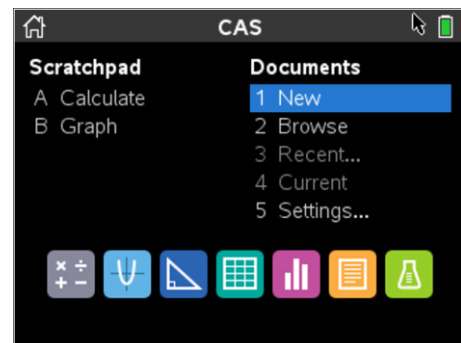 CAS
Scratchpad
A Calculate
B Graph
Documents
1 New
2 Browse
3 Recent...
4 Current
5 Settings...